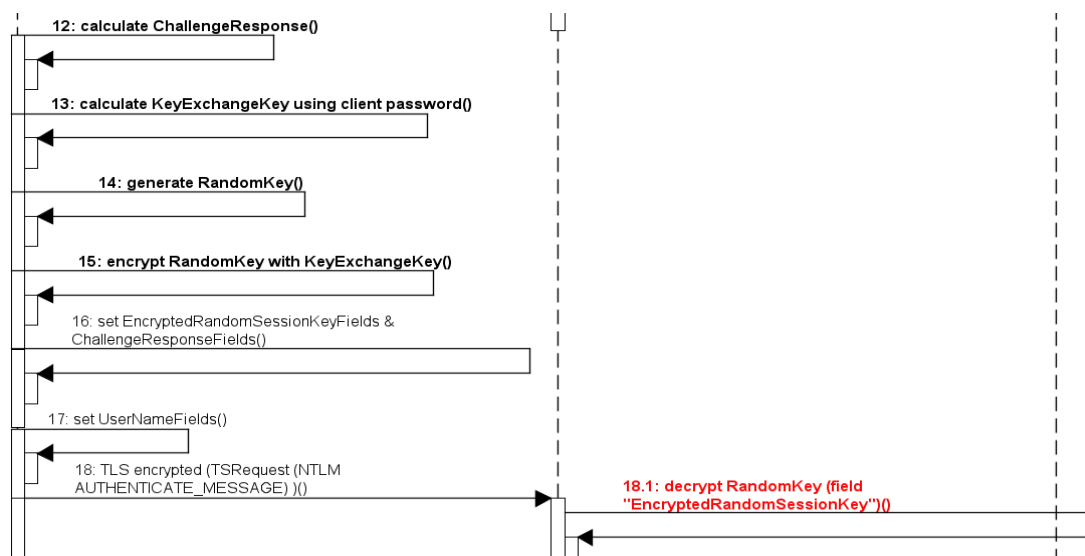 12: calculate ChallengeResponse()
13: calculate KeyExchangeKey using client password()
14: generate RandomKey()
15: encrypt RandomKey with KeyExchangeKey()
16: set EncryptedRandomSessionKeyFields &
ChallengeResponseFields()
17: set UserNameFields()
18: TLS encrypted (TSRequest (NTLM
AUTHENTICATE_MESSAGE) )()
18.1: decrypt RandomKey (field
"EncryptedRandomSessionKey")()